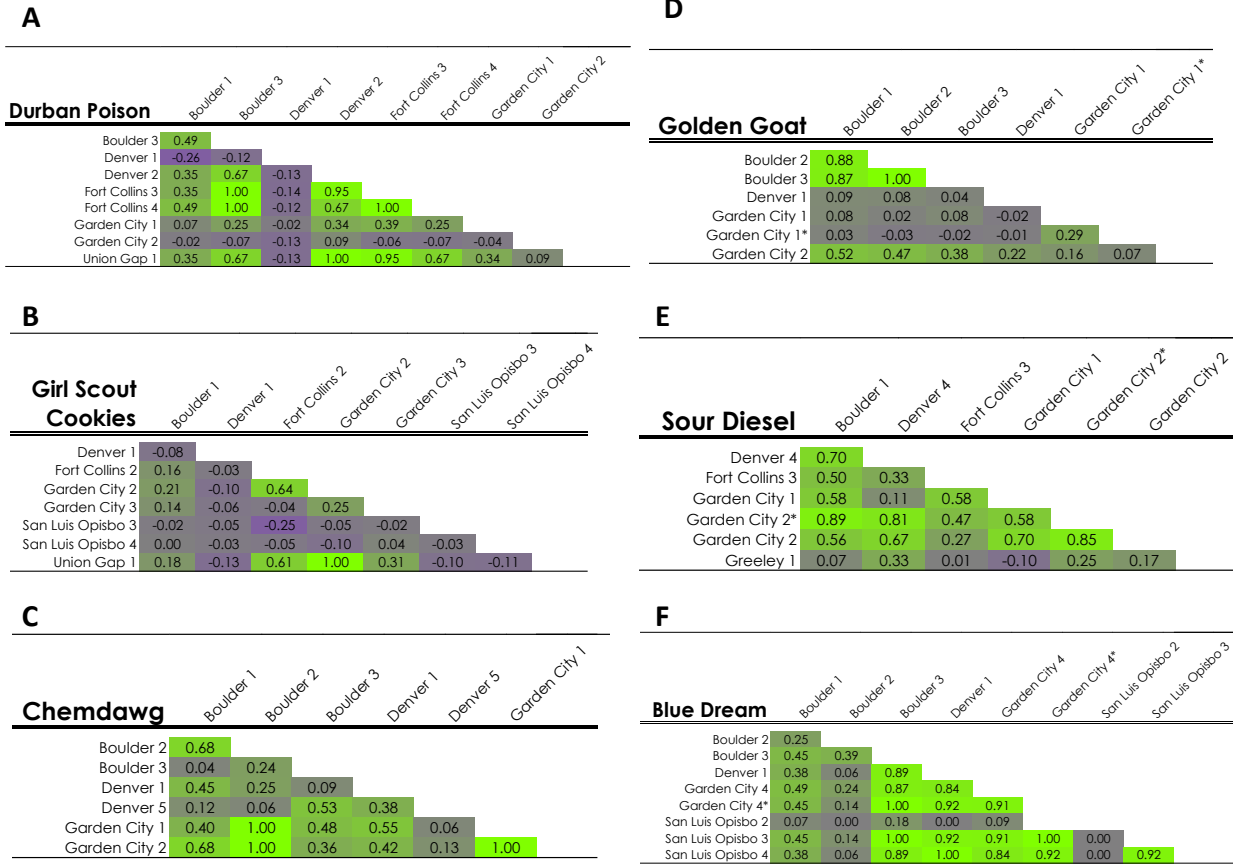 A
Durban Poison
Boulder 1 Boulder 3 Denver 1 Denver 2 Fort Collins 3 Fort Collins 4 Garden City 1 Garden City 2
Boulder 3 0.49
Denver 1 -0.26 -0.12
Denver 2 0.35 0.67 -0.13
Fort Collins 3 0.35 1.00 -0.14 0.95
Fort Collins 4 0.49 1.00 -0.12 0.67 1.00
Garden City 1 0.07 0.25 -0.02 0.34 0.39 0.25
Garden City 2 -0.02 -0.07 -0.13 0.09 -0.06 -0.07 -0.04
Union Gap 1 0.35 0.67 -0.13 1.00 0.95 0.67 0.34 0.09
B
Girl Scout
Cookies
Boulder 1 Denver 1 Fort Collins 2 Garden City 2 Garden City 3 San Luis Opisbo 3 San Luis Opisbo 4
Denver 1 -0.08
Fort Collins 2 0.16 -0.03
Garden City 2 0.21 -0.10 0.64
Garden City 3 0.14 -0.06 -0.04 0.25
San Luis Opisbo 3 -0.02 -0.05 -0.25 -0.05 -0.02
San Luis Opisbo 4 0.00 -0.03 -0.05 -0.10 0.04 -0.03
Union Gap 1 0.18 -0.13 0.61 1.00 0.31 -0.10 -0.11
C
Chemdawg
Boulder 1 Boulder 2 Boulder 3 Denver 1 Denver 5 Garden City 1
Boulder 2 0.68
Boulder 3 0.04 0.24
Denver 1 0.45 0.25 0.09
Denver 5 0.12 0.06 0.53 0.38
Garden City 1 0.40 1.00 0.48 0.55 0.06
Garden City 2 0.68 1.00 0.36 0.42 0.13 1.00
D
Golden Goat
Boulder 1 Boulder 2 Boulder 3 Denver 1 Garden City 1 Garden City 1*
Boulder 2 0.88
Boulder 3 0.87 1.00
Denver 1 0.09 0.08 0.04
Garden City 1 0.08 0.02 0.08 -0.02
Garden City 1* 0.03 -0.03 -0.02 -0.01 0.29
Garden City 2 0.52 0.47 0.38 0.22 0.16 0.07
E
Sour Diesel
Boulder 1 Denver 4 Fort Collins 3 Garden City 1 Garden City 2* Garden City 2
Denver 4 0.70
Fort Collins 3 0.50 0.33
Garden City 1 0.58 0.11 0.58
Garden City 2* 0.89 0.81 0.47 0.58
Garden City 2 0.56 0.67 0.27 0.70 0.85
Greeley 1 0.07 0.33 0.01 -0.10 0.25 0.17
F
Blue Dream
Boulder 1 Boulder 2 Boulder 3 Denver 1 Garden City 4 Garden City 4* San Luis Opisbo 2 San Luis Opisbo 3
Boulder 2 0.25
Boulder 3 0.45 0.39
Denver 1 0.38 0.06 0.89
Garden City 4 0.49 0.24 0.87 0.84
Garden City 4* 0.45 0.14 1.00 0.92 0.91
San Luis Opisbo 2 0.07 0.00 0.18 0.00 0.09
San Luis Opisbo 3 0.45 0.14 1.00 0.92 0.91 1.00 0.00
San Luis Opisbo 4 0.38 0.06 0.89 1.00 0.84 0.92 0.00 0.92